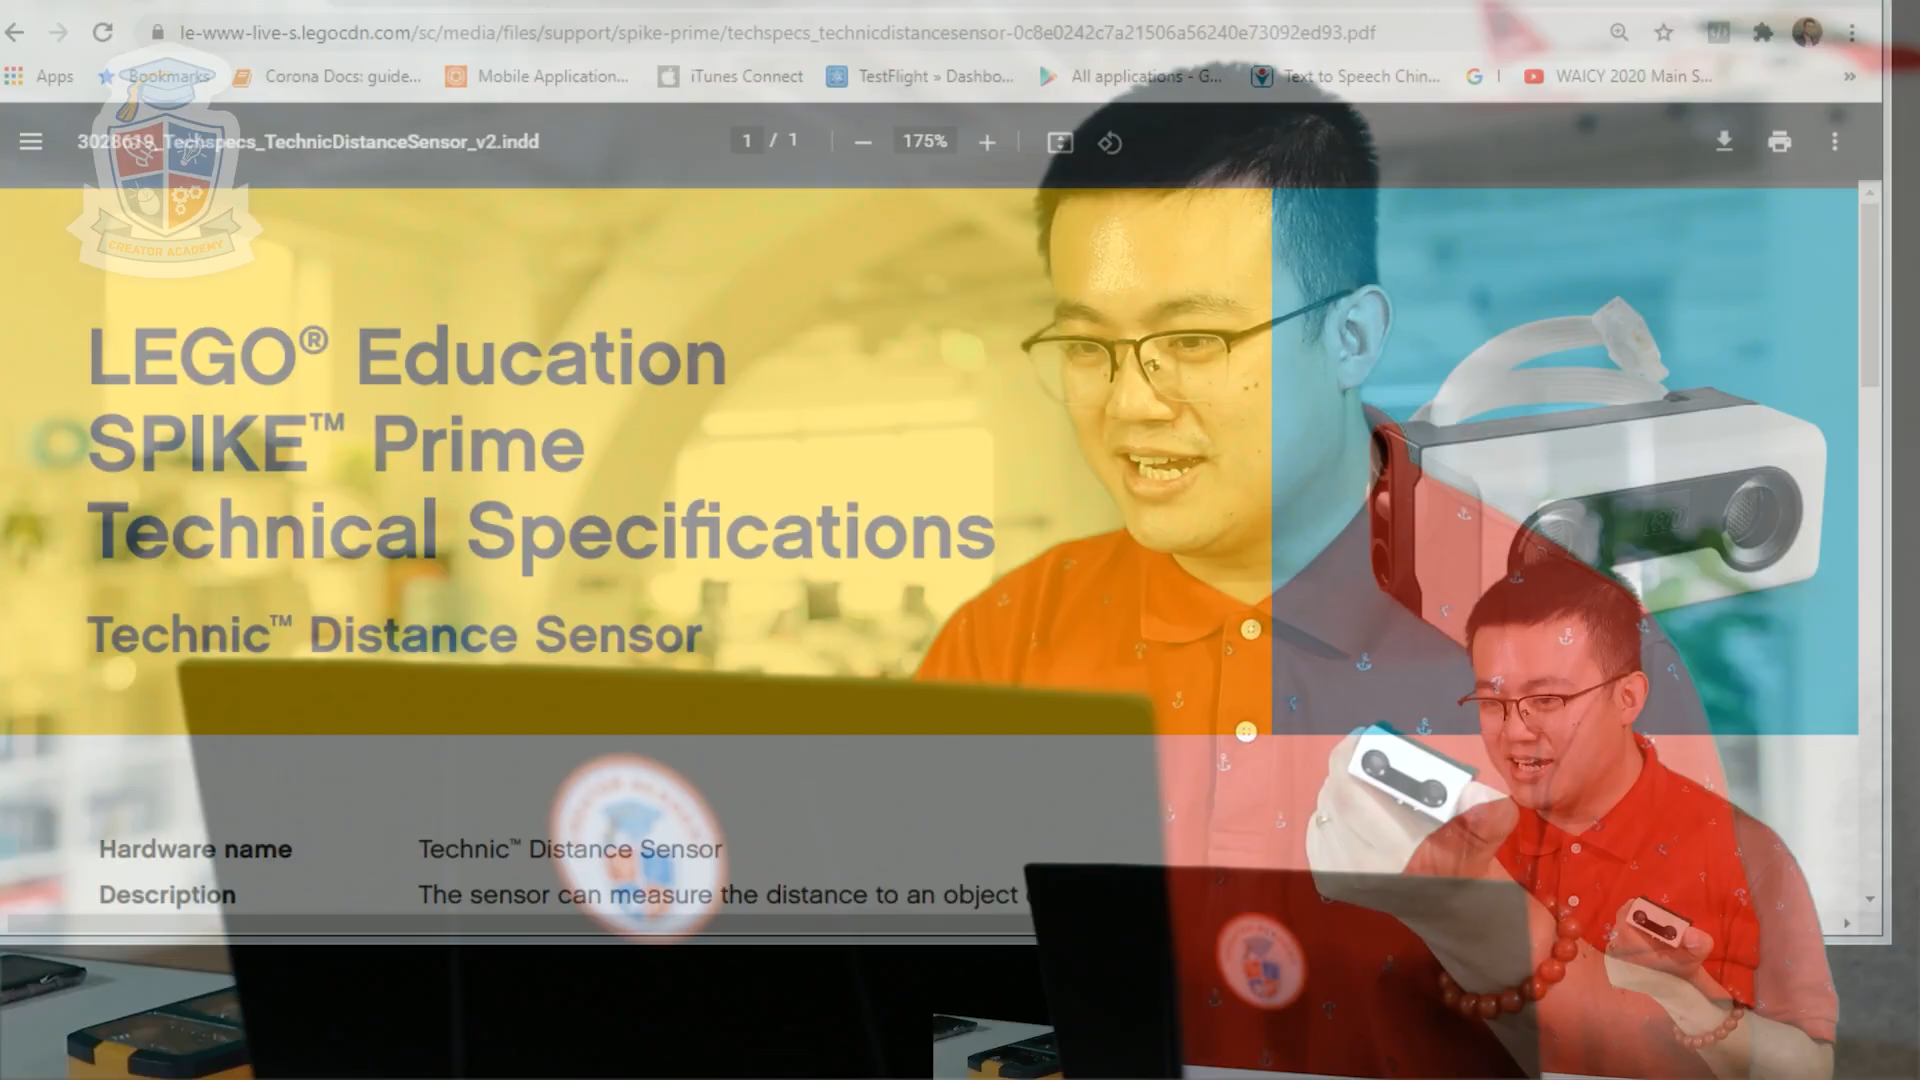 le-www-live-s.legocdn.com/sc/media/files/support/spike-prime/techspecs_technicdistancesensor-0c8e0242c7a21506a56240e73092ed93.pdf
Apps
Bookmarks
Corona Docs: guide...
Mobile Application...
iTunes Connect
TestFlight » Dashbo...
All applications - G...
Text to Speech Chin...
WAICY 2020 Main S...
»
3028619_Techspecs_TechnicDistanceSensor_v2.indd
1 / 1
175%
CREATOR ACADEMY
LEGO® Education
SPIKE™ Prime
Technical Specifications
Technic™ Distance Sensor
Hardware name Technic™ Distance Sensor
Description The sensor can measure the distance to an object